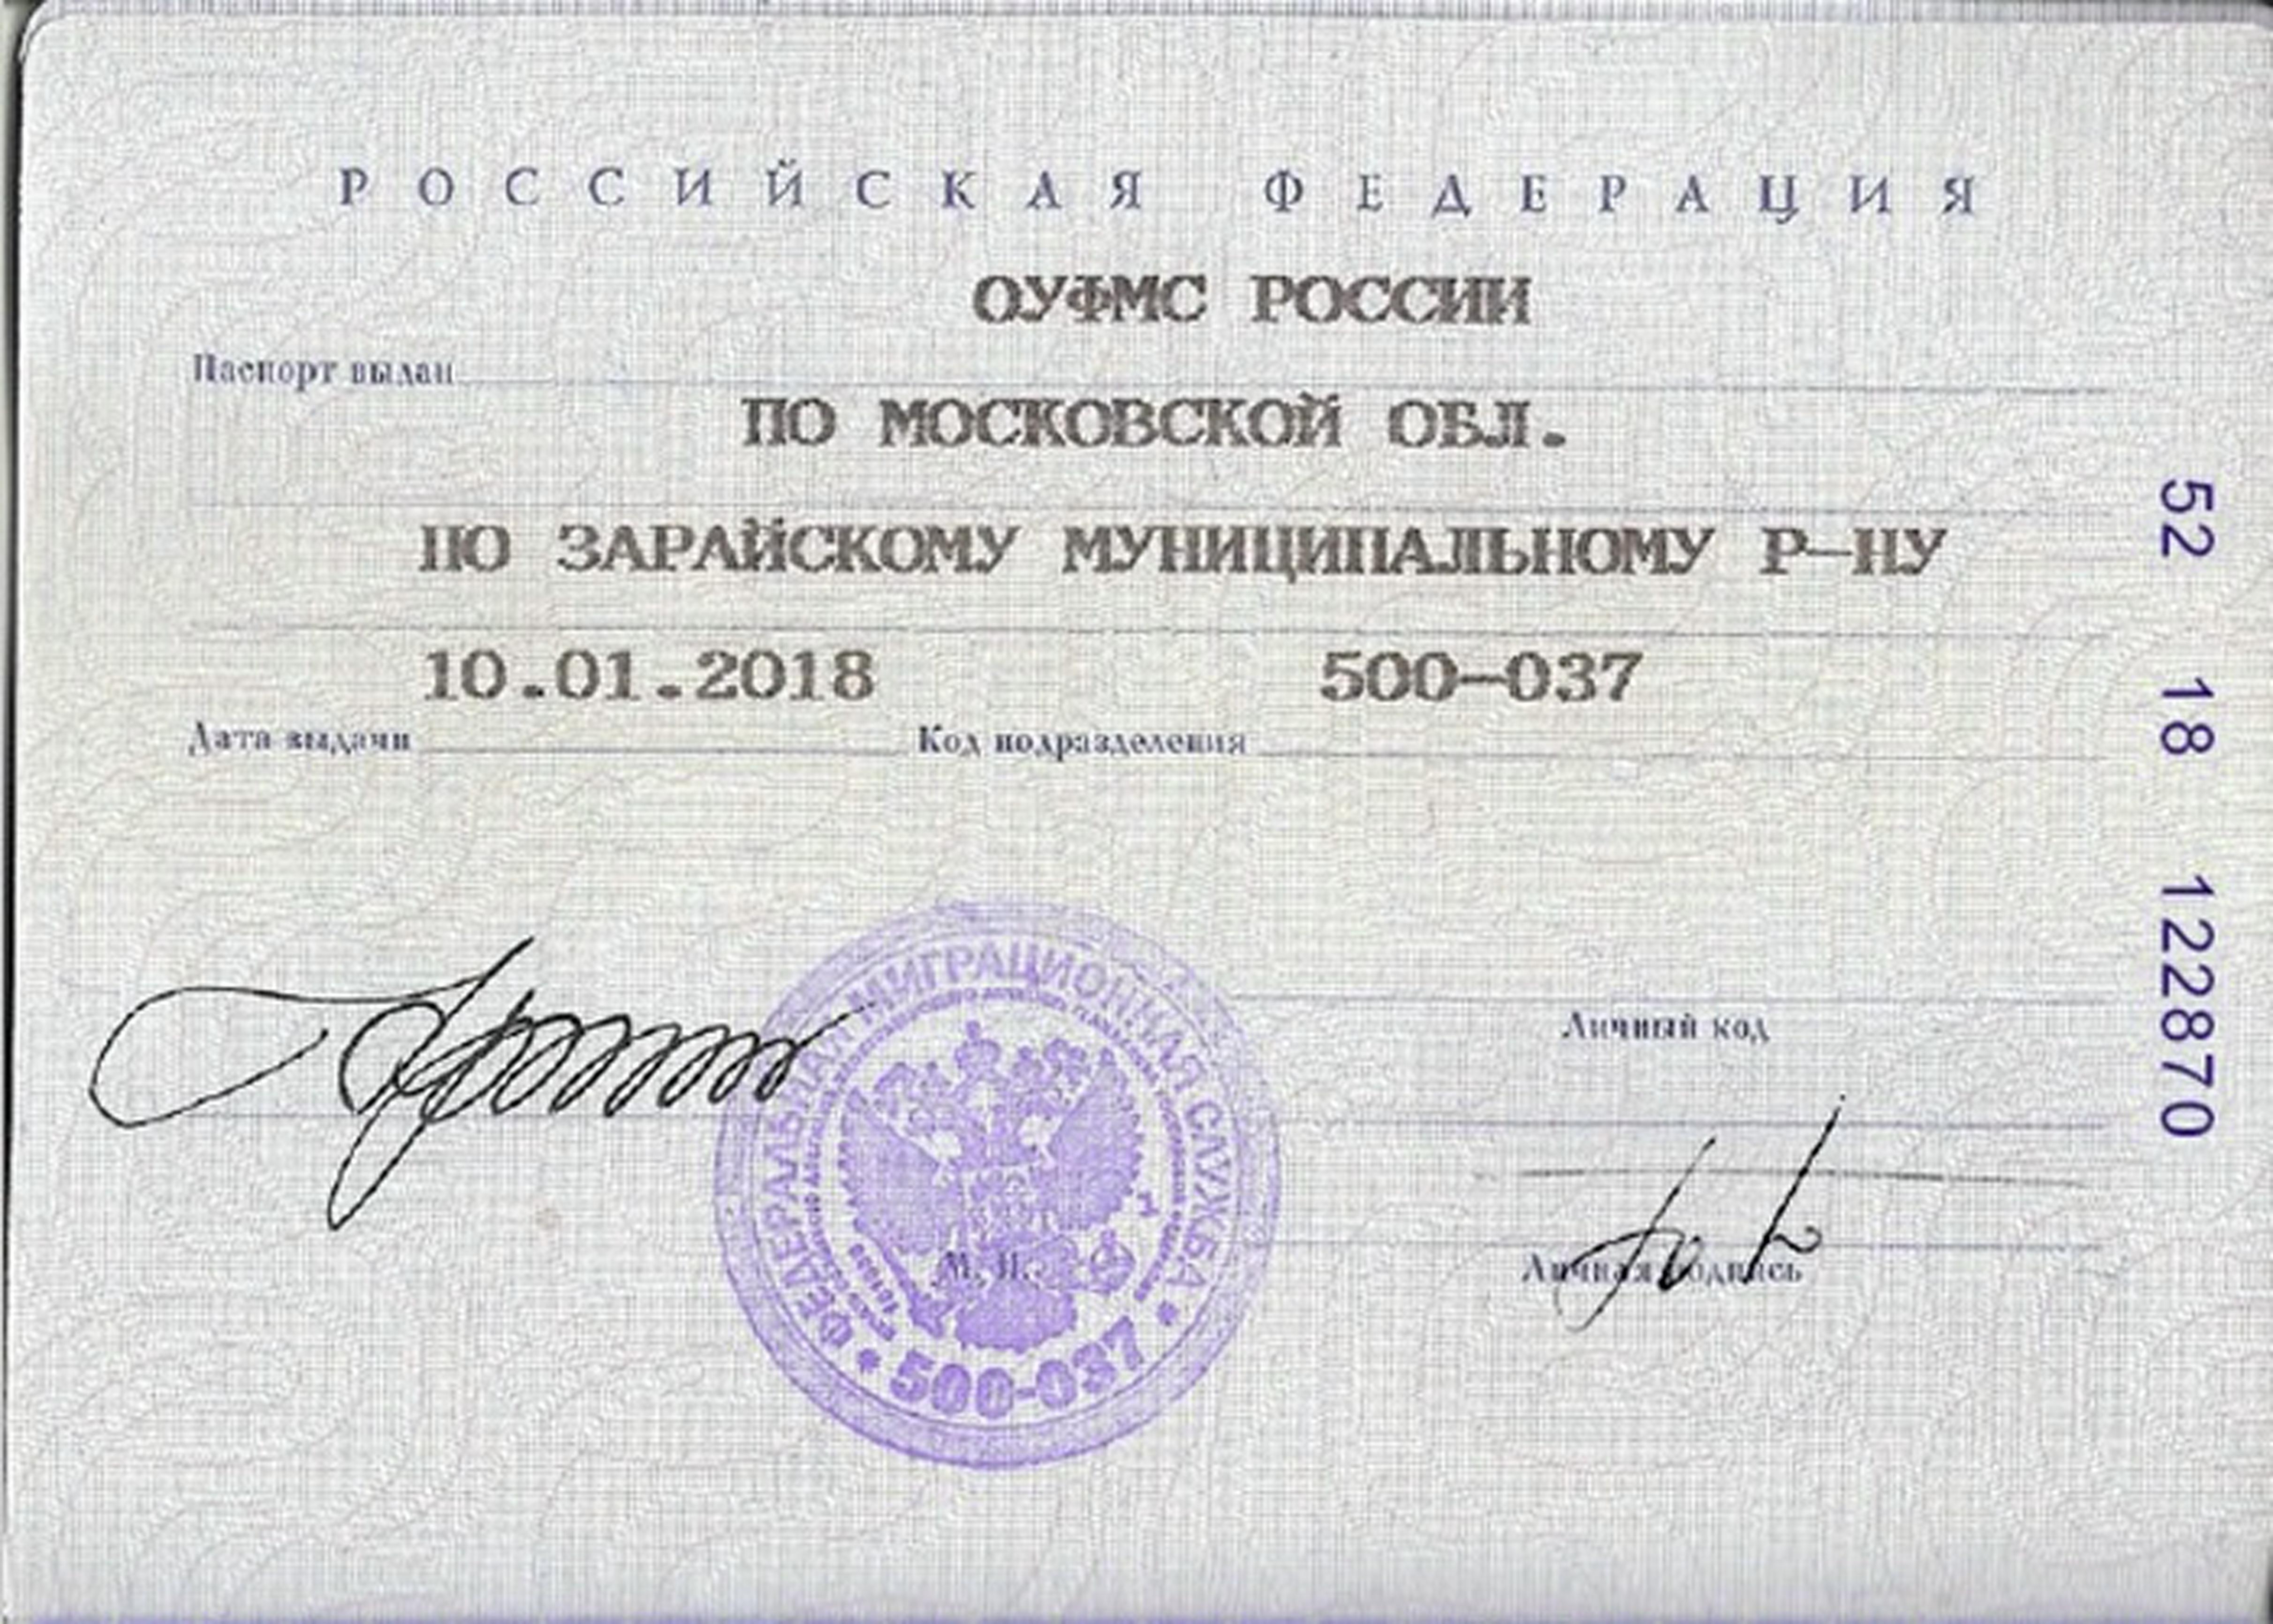 РОССИЙСКАЯ ФЕДЕРАЦИЯ
ОУФМС РОССИИ
Паспорт выдан
ПО МОСКОВСКОЙ ОБЛ.
ПО ЗАРАЙСКОМУ МУНИЦИПАЛЬНОМУ Р-НУ
10.01.2018 500-037
Дата выдачи Код подразделения
Личный код
Личная подпись
М. П.
ФЕДЕРАЛЬНАЯ МИГРАЦИОННАЯ СЛУЖБА
500-037
52 18 122870